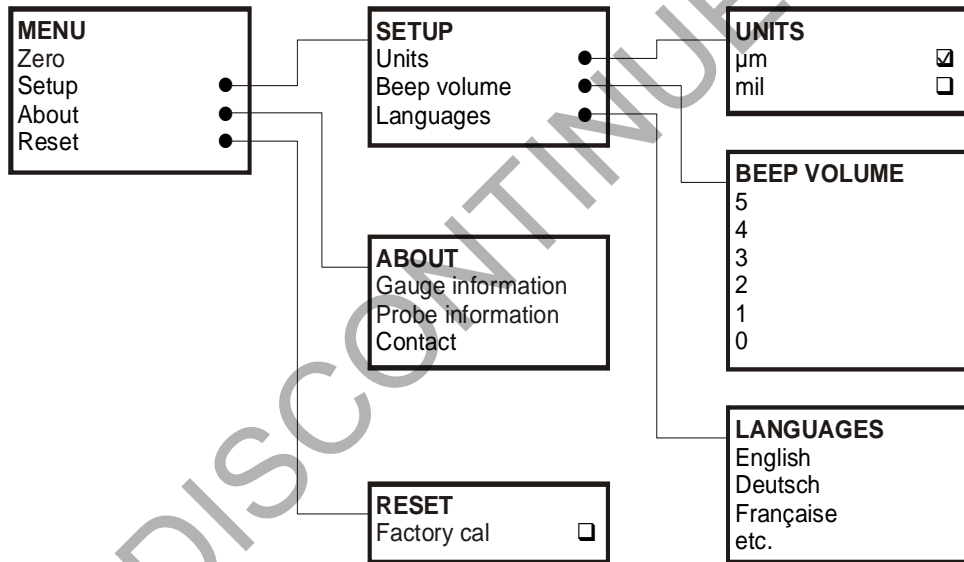 MENU
Zero
Setup
About
Reset
SETUP
Units
Beep volume
Languages
UNITS
µm
mil
BEEP VOLUME
5
4
3
2
1
0
ABOUT
Gauge information
Probe information
Contact
LANGUAGES
English
Deutsch
Française
etc.
RESET
Factory cal
DISCONTINUE